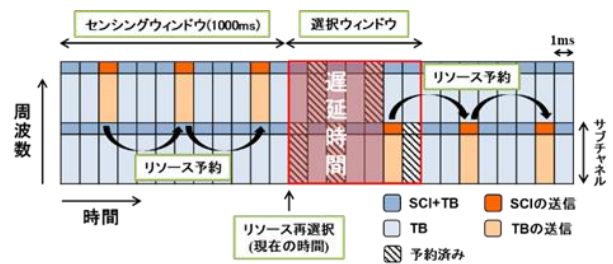 センシングウィンドウ(1000ms)
選択ウィンドウ
1ms
周波数
遅延時間
リソース予約
リソース予約
サブチャネル
時間
リソース再選択
(現在の時間)
SCI+TB
SCIの送信
TB
TBの送信
予約済み